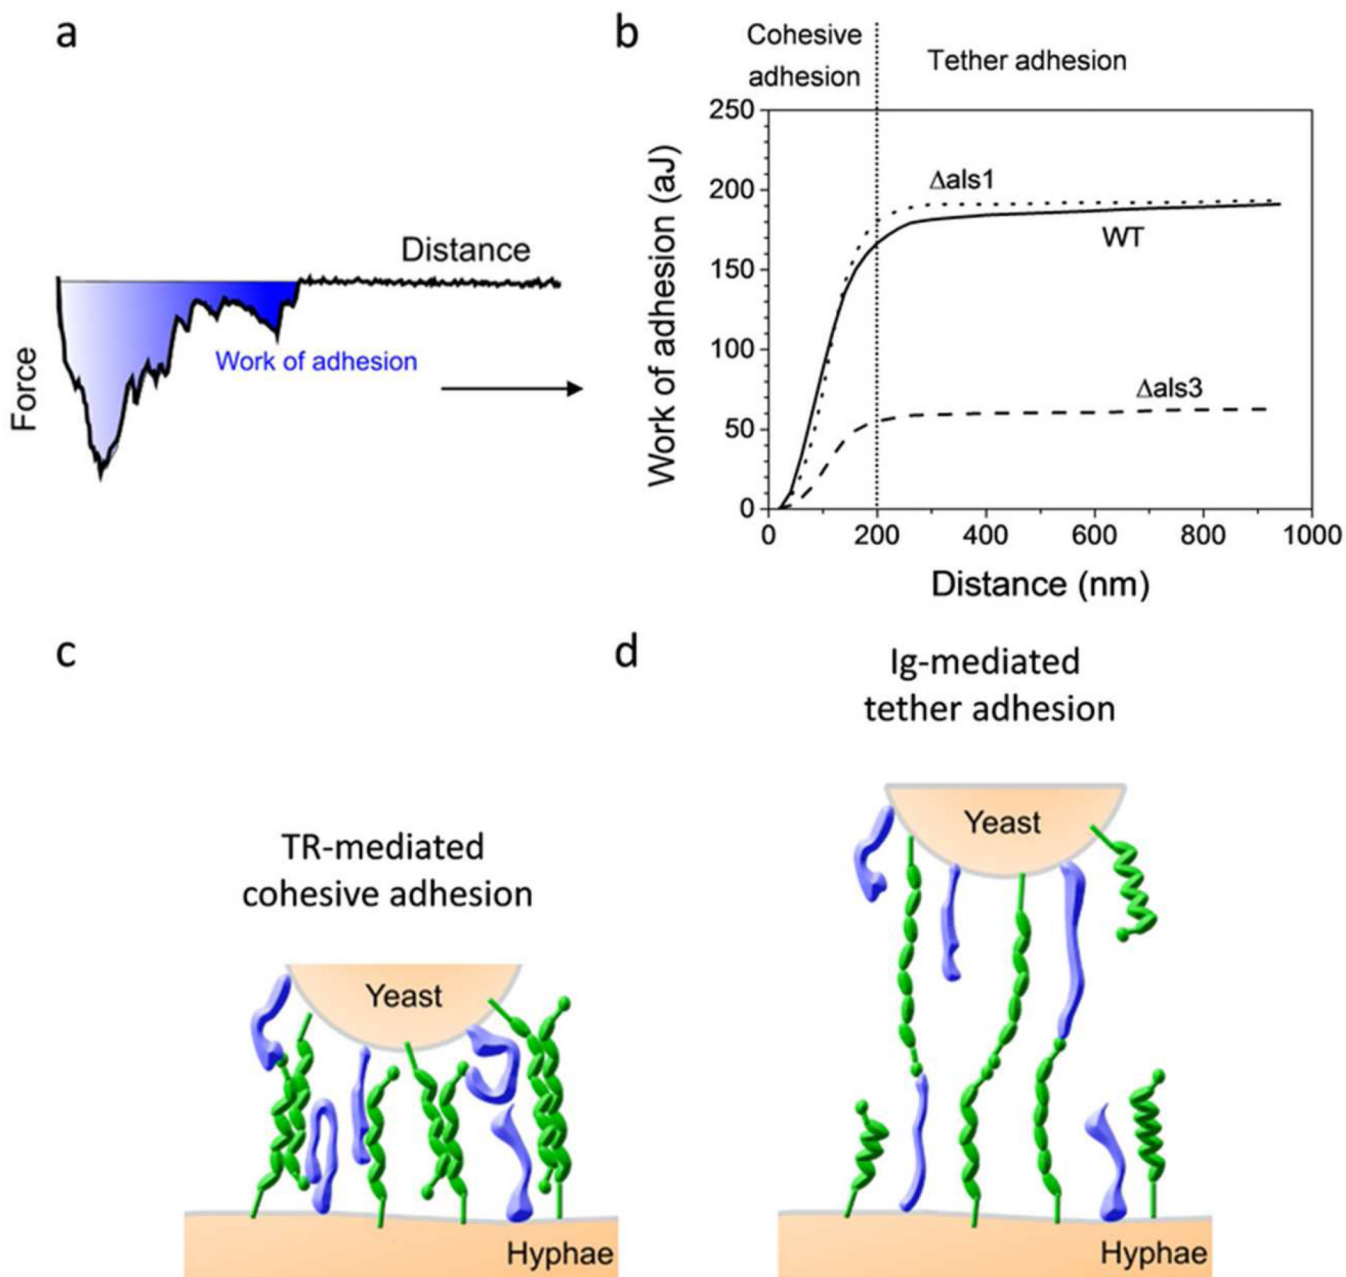 a
Distance
Force
Work of adhesion
b
Cohesive
adhesion
Tether adhesion
Work of adhesion (aJ)
250
200
150
100
50
0
Δals1
WT
Δals3
0 200 400 600 800 1000
Distance (nm)
c
TR-mediated
cohesive adhesion
Yeast
Hyphae
d
Ig-mediated
tether adhesion
Yeast
Hyphae